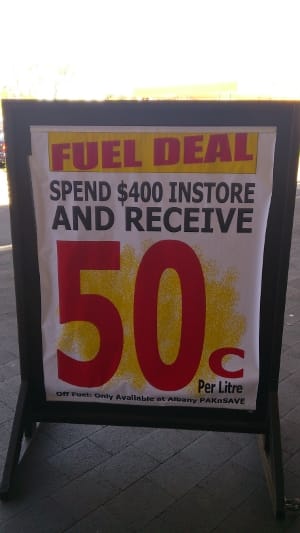 FUEL DEAL
SPEND $400 INSTORE
AND RECEIVE
50c
Per Litre
Off Fuel: Only Available at Albany PAKnSAVE